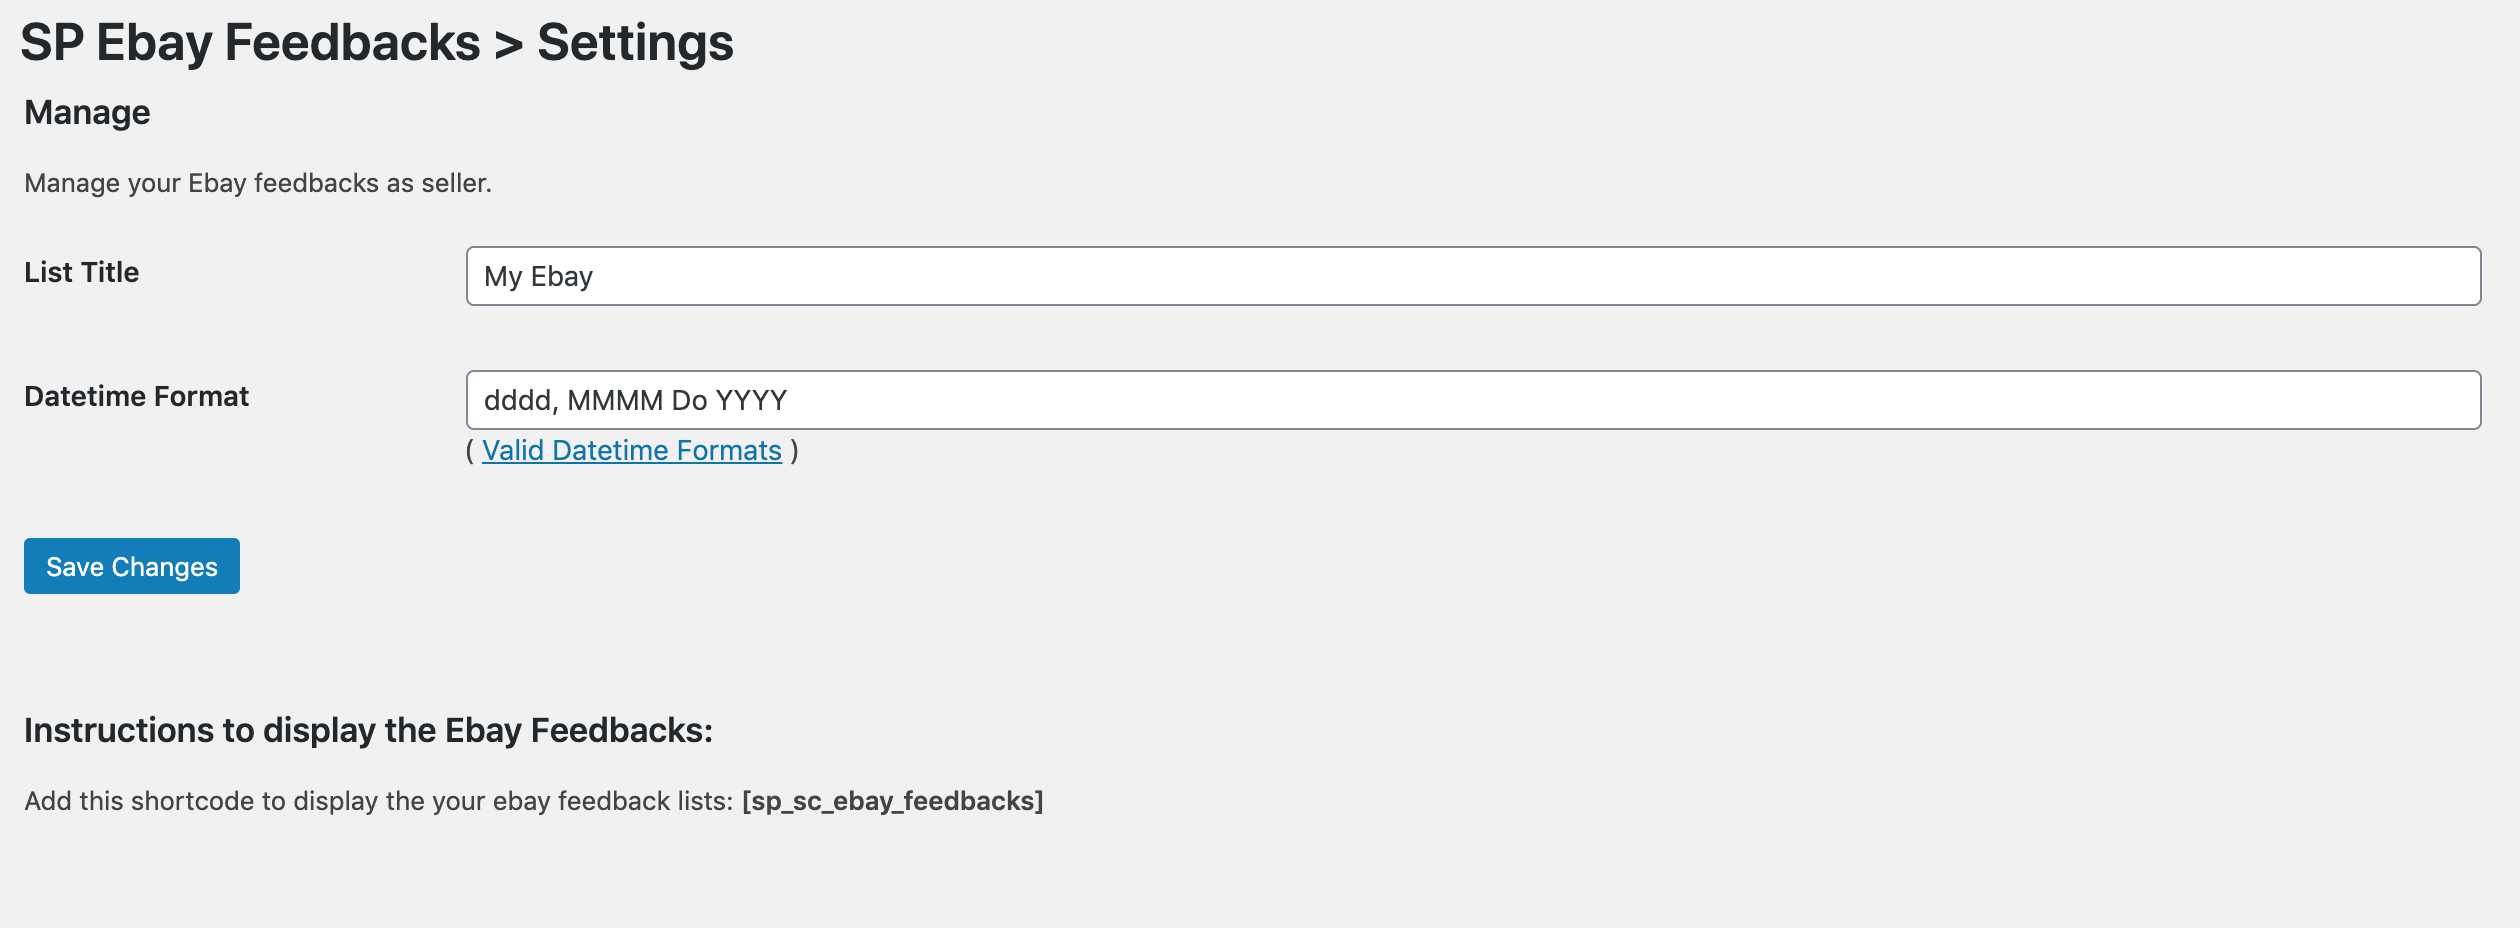 SP Ebay Feedbacks > Settings
Manage
Manage your Ebay feedbacks as seller.
List Title
My Ebay
Datetime Format
dddd, MMMM Do YYYY
( Valid Datetime Formats )
Save Changes
Instructions to display the Ebay Feedbacks:
Add this shortcode to display the your ebay feedback lists: [sp_sc_ebay_feedbacks]